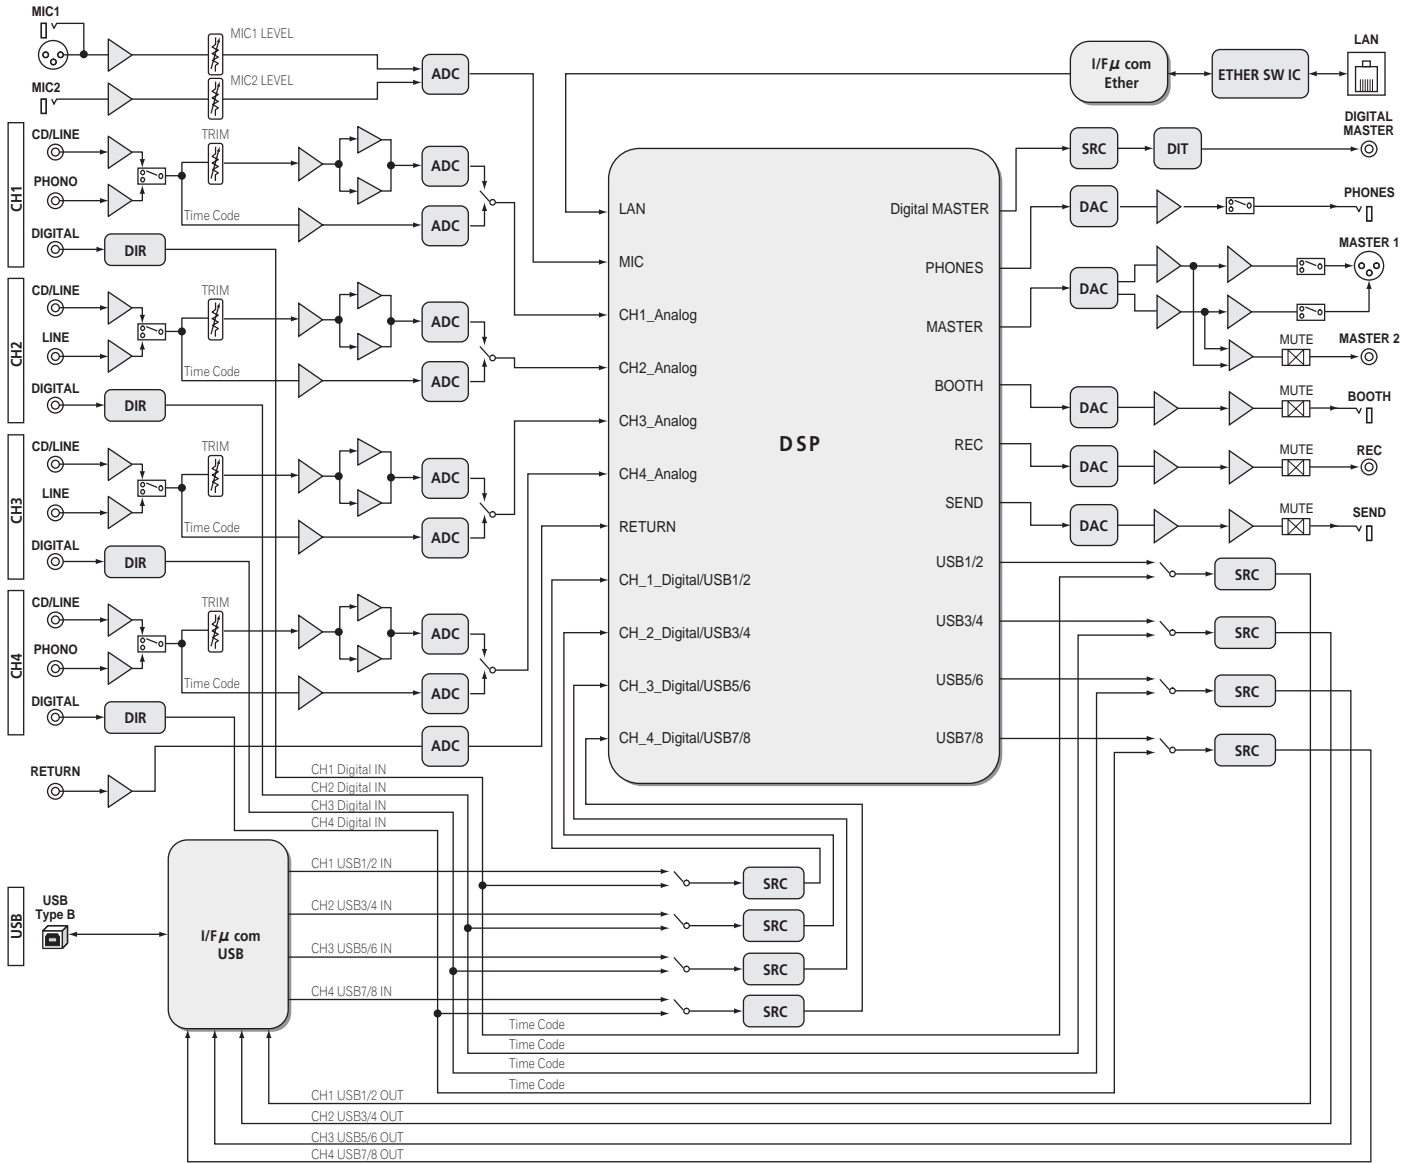 MIC1
MIC1 LEVEL
MIC2
MIC2 LEVEL
ADC
I/F μ com
Ether
ETHER SW IC
LAN
CH1
CD/LINE
TRIM
PHONO
Time Code
DIGITAL
DIR
ADC
ADC
CH2
CD/LINE
TRIM
LINE
Time Code
DIGITAL
DIR
ADC
ADC
CH3
CD/LINE
TRIM
LINE
Time Code
DIGITAL
DIR
ADC
ADC
CH4
CD/LINE
TRIM
PHONO
Time Code
DIGITAL
DIR
ADC
ADC
RETURN
ADC
DSP
LAN
MIC
CH1_Analog
CH2_Analog
CH3_Analog
CH4_Analog
RETURN
CH_1_Digital/USB1/2
CH_2_Digital/USB3/4
CH_3_Digital/USB5/6
CH_4_Digital/USB7/8
Digital MASTER
PHONES
MASTER
BOOTH
REC
SEND
USB1/2
USB3/4
USB5/6
USB7/8
SRC
DIT
DIGITAL
MASTER
DAC
PHONES
DAC
MASTER 1
MUTE
MASTER 2
DAC
MUTE
BOOTH
DAC
MUTE
REC
DAC
MUTE
SEND
SRC
SRC
SRC
SRC
CH1 Digital IN
CH2 Digital IN
CH3 Digital IN
CH4 Digital IN
USB
USB
Type B
I/F μ com
USB
CH1 USB1/2 IN
CH2 USB3/4 IN
CH3 USB5/6 IN
CH4 USB7/8 IN
SRC
SRC
SRC
SRC
Time Code
Time Code
Time Code
Time Code
CH1 USB1/2 OUT
CH2 USB3/4 OUT
CH3 USB5/6 OUT
CH4 USB7/8 OUT